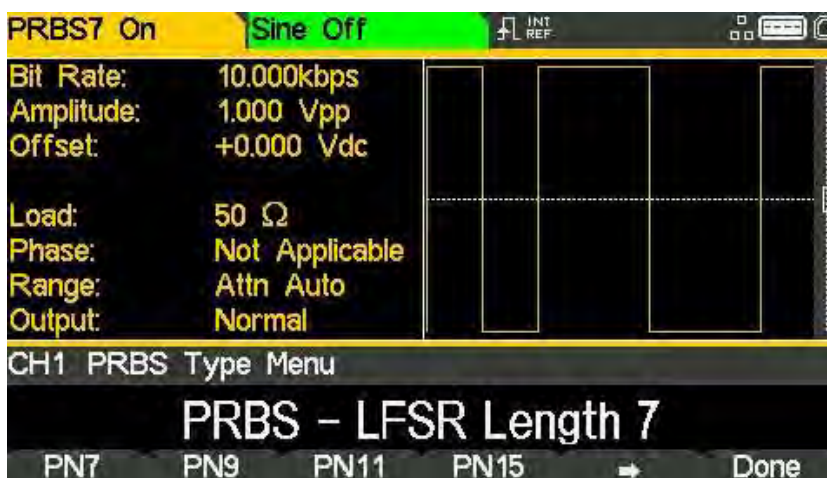 PRBS7 On Sine Off INT REF
Bit Rate: 10.000kbps
Amplitude: 1.000 Vpp
Offset: +0.000 Vdc
Load: 50 Ω
Phase: Not Applicable
Range: Attn Auto
Output: Normal
CH1 PRBS Type Menu
PRBS – LFSR Length 7
PN7 PN9 PN11 PN15 ➡ Done